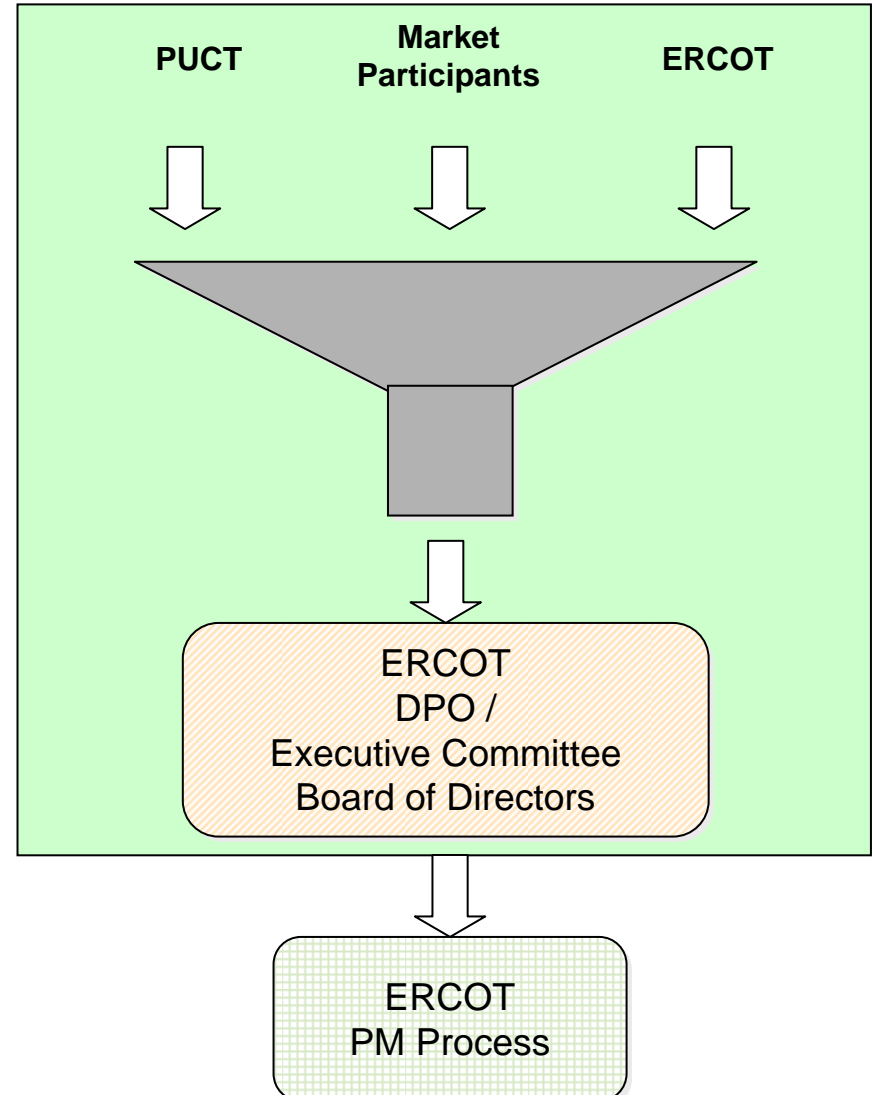 PUCT
Market
Participants
ERCOT
ERCOT
DPO /
Executive Committee
Board of Directors
ERCOT
PM Process